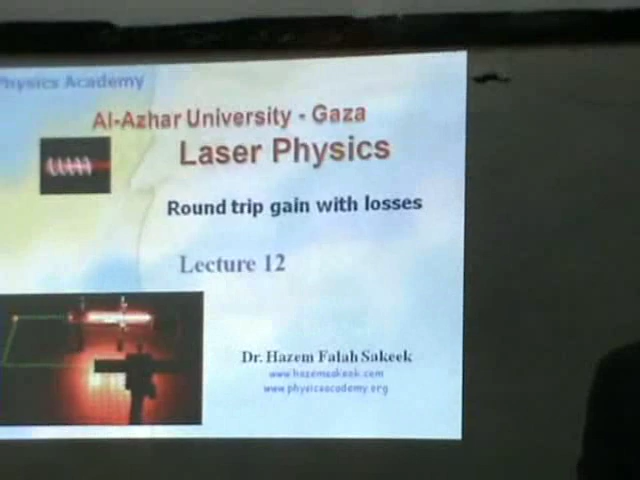 Physics Academy
Al-Azhar University - Gaza
Laser Physics
Round trip gain with losses
Lecture 12
Dr. Hazem Falah Sakeek
www.hazemsakeek.com
www.physicsacademy.org